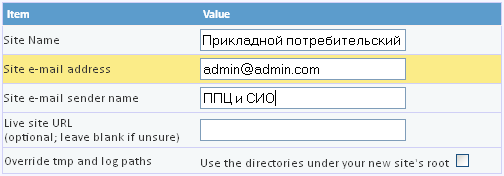 Item Value
Site Name Прикладной потребительский
Site e-mail address admin@admin.com
Site e-mail sender name ППЦ и СИО
Live site URL
(optional; leave blank if unsure)
Override tmp and log paths Use the directories under your new site's root